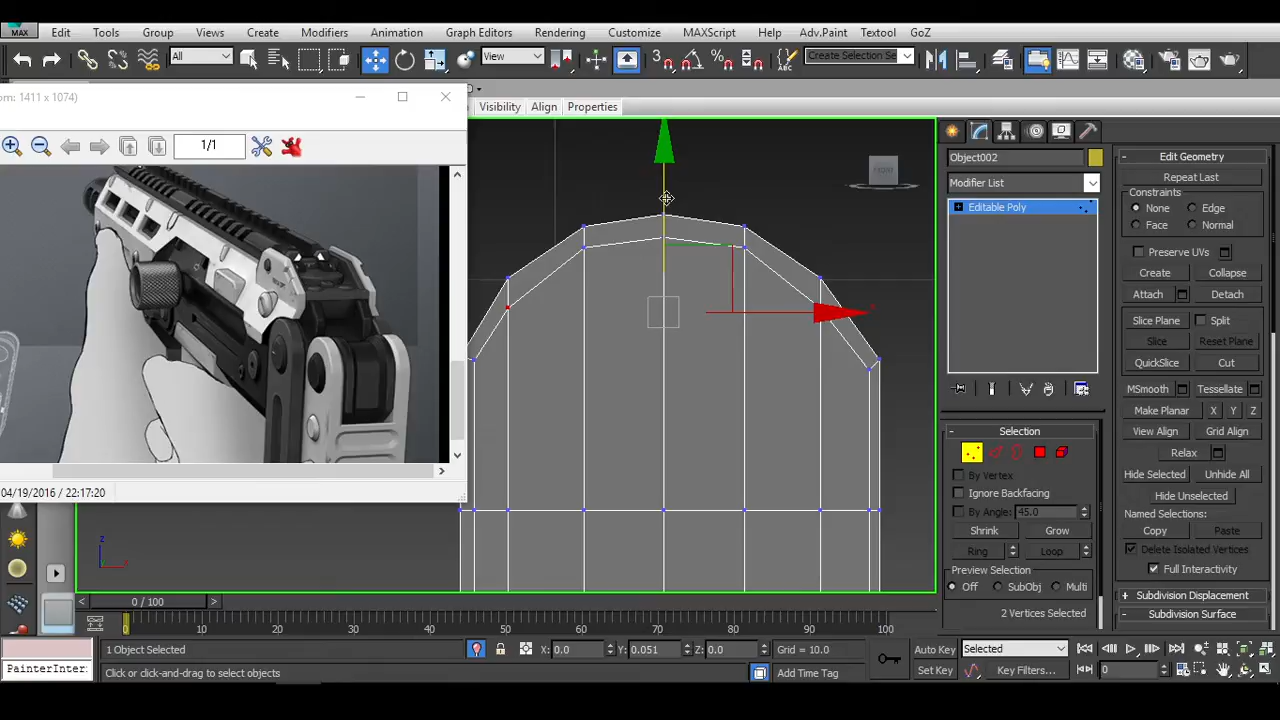 MAX Edit Tools Group Views Create Modifiers Animation Graph Editors Rendering Customize MAXScript Help Adv.Paint Textool GoZ
All View 3 Create Selection Se
om: 1411 x 1074)
Visibility Align Properties
1/1
FRONT
Object002
Modifier List
Editable Poly
Edit Geometry
Repeat Last
Constraints
None Edge
Face Normal
Preserve UVs
Create Collapse
Attach Detach
Slice Plane Split
Slice Reset Plane
QuickSlice Cut
MSmooth Tessellate
Make Planar X Y Z
View Align Grid Align
Relax
Hide Selected Unhide All
Hide Unselected
Named Selections:
Copy Paste
Delete Isolated Vertices
Full Interactivity
Subdivision Displacement
Subdivision Surface
Selection
By Vertex
Ignore Backfacing
By Angle: 45.0
Shrink Grow
Ring Loop
Preview Selection
Off SubObj Multi
2 Vertices Selected
04/19/2016 / 22:17:20
z
x
0 / 100
0 10 20 30 40 50 60 70 80 90 100
1 Object Selected X: 0.0 Y: 0.051 Z: 0.0 Grid = 10.0 Auto Key Selected
PainterInter Click or click-and-drag to select objects Add Time Tag Set Key Key Filters... 0